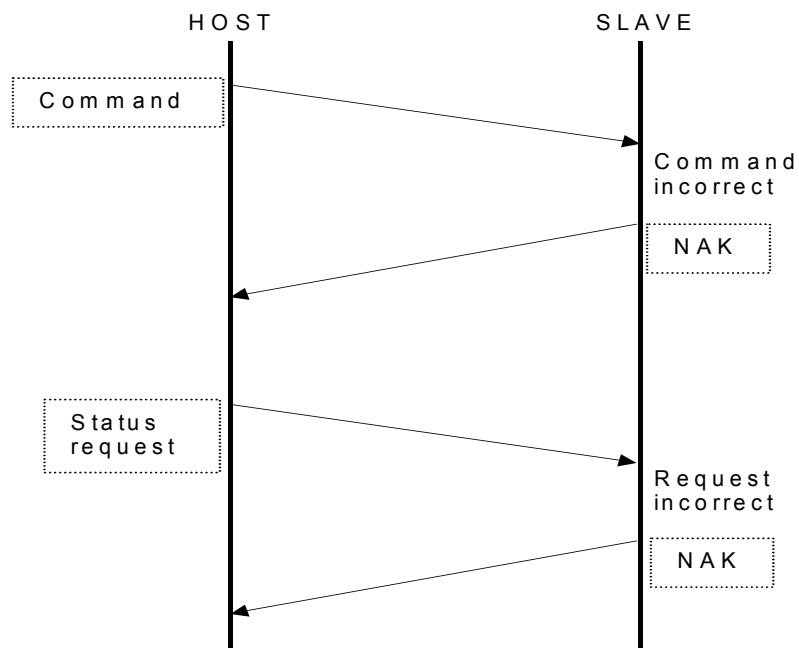 HOST
SLAVE
Command
Command
incorrect
NAK
Status
request
Request
incorrect
NAK